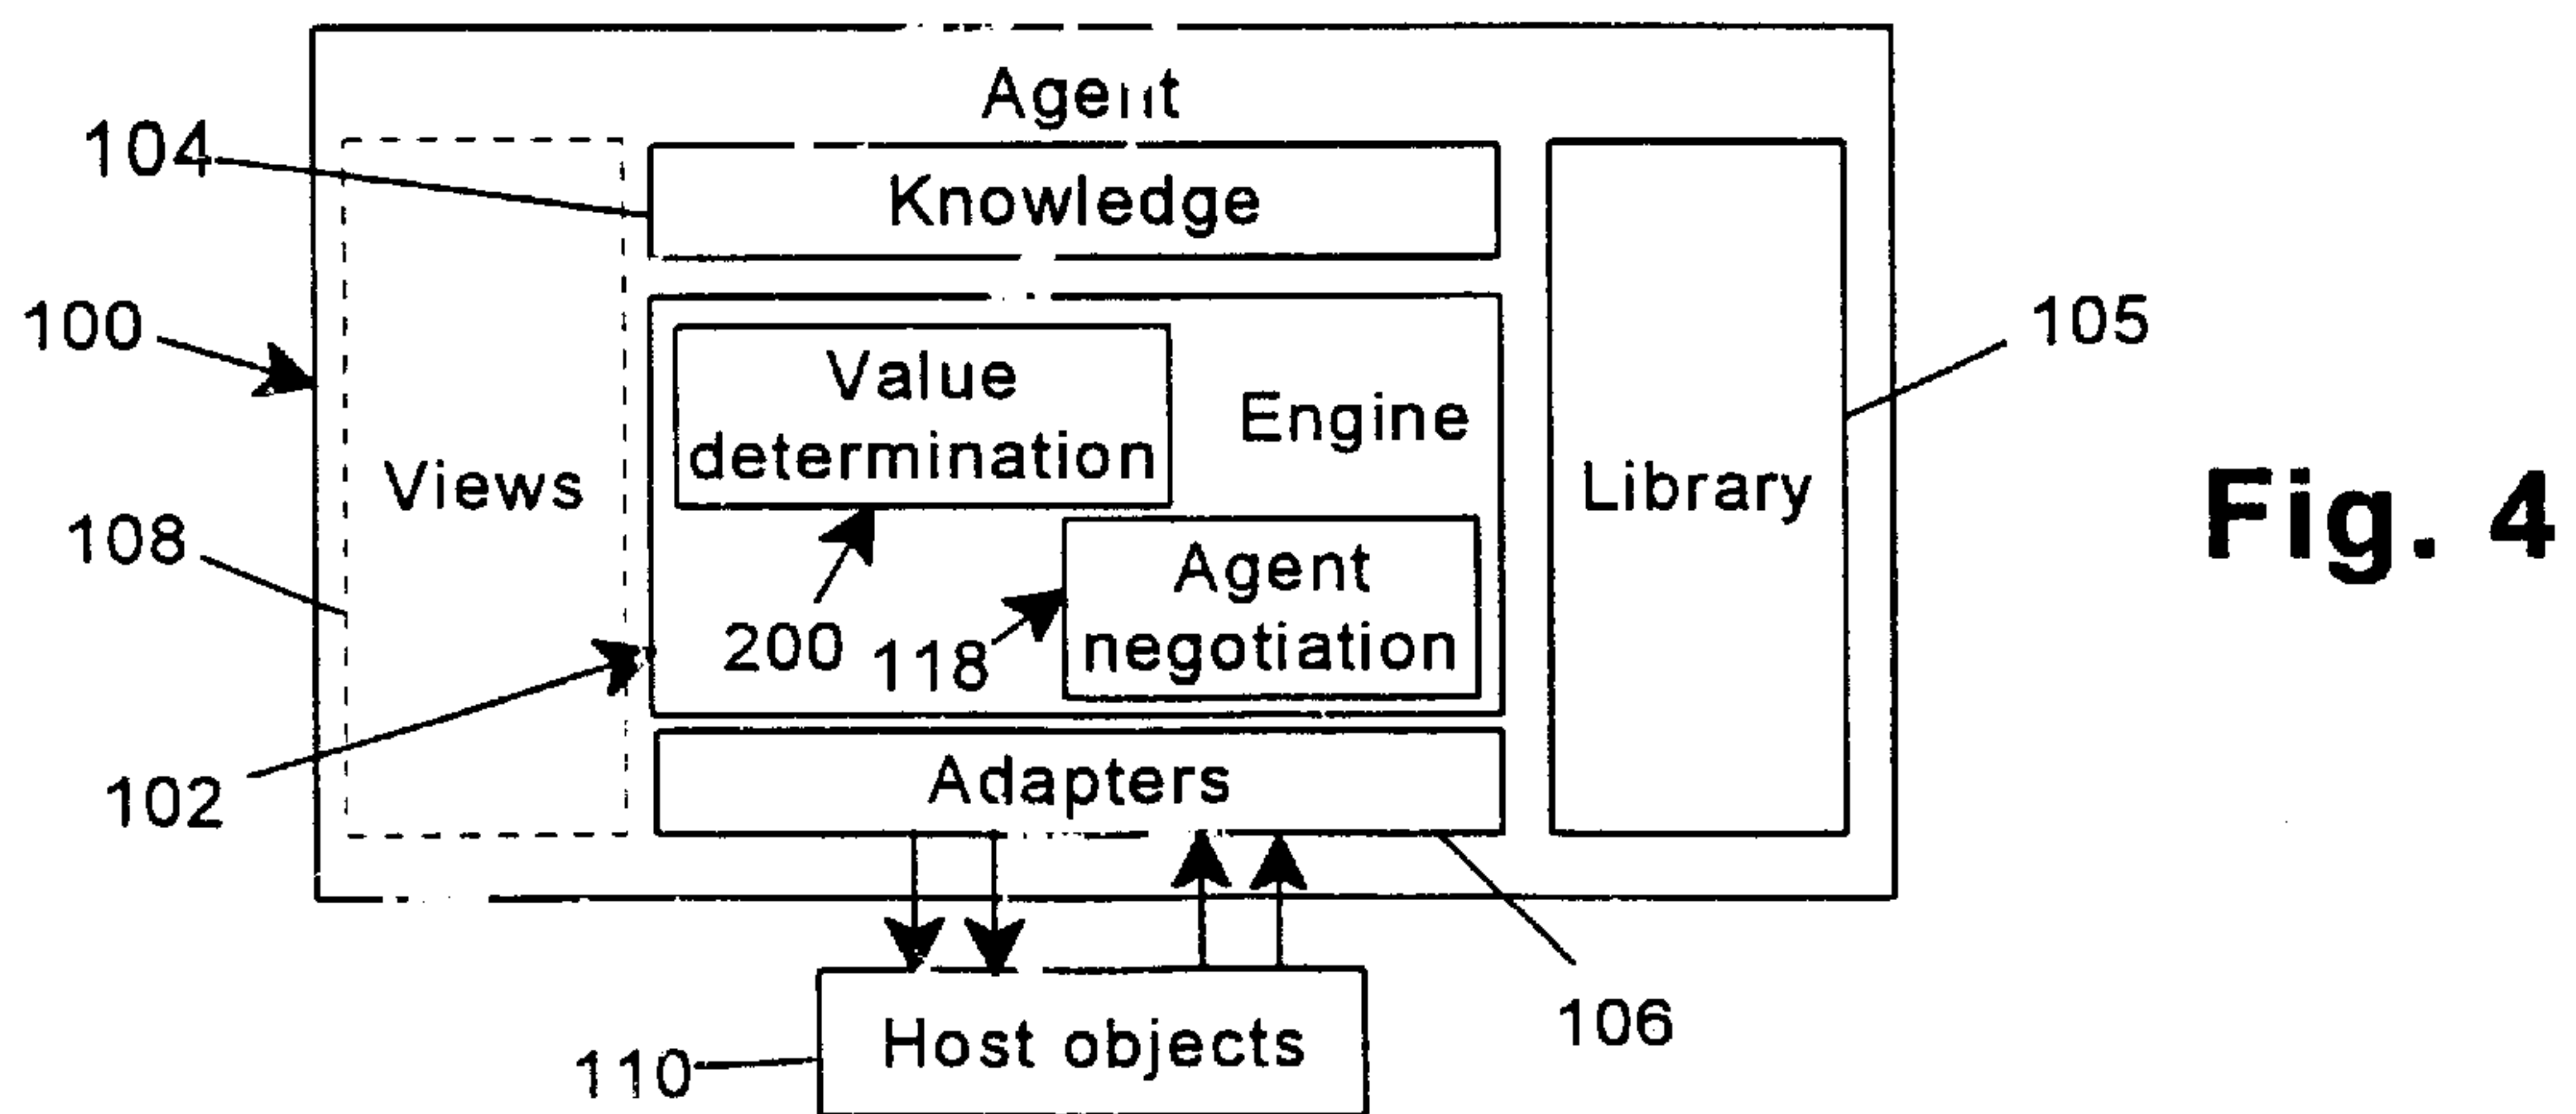 Agent
104
Knowledge
100
105
Value
determination
Engine
Views
Library
Fig. 4
108
Agent
negotiation
200
118
102
Adapters
106
Host objects
110